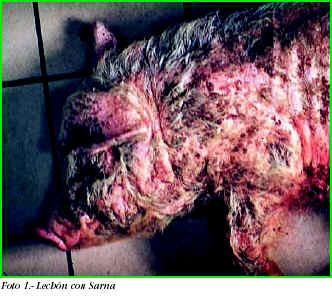 Foto 1.- Lechón con Sarna